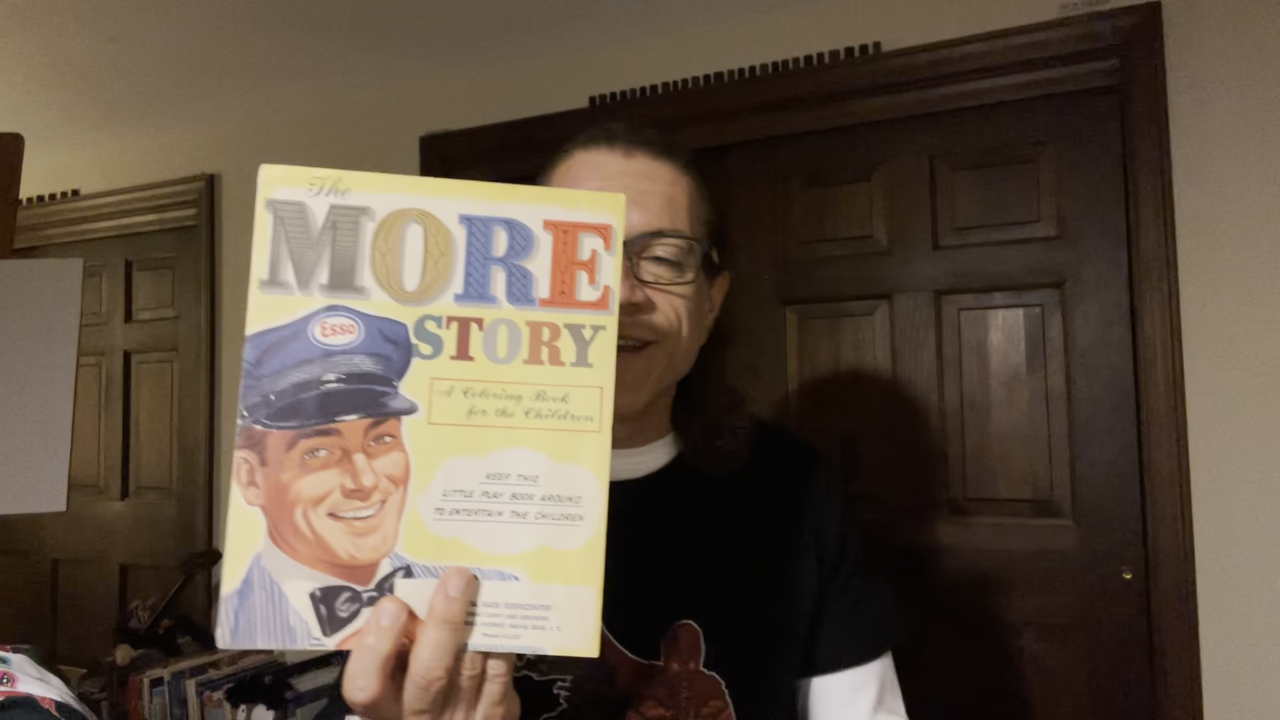 The
MORE
STORY
Esso
A Coloring Book
for the Children
KEEP THIS
LITTLE PLAY BOOK AROUND
TO ENTERTAIN THE CHILDREN